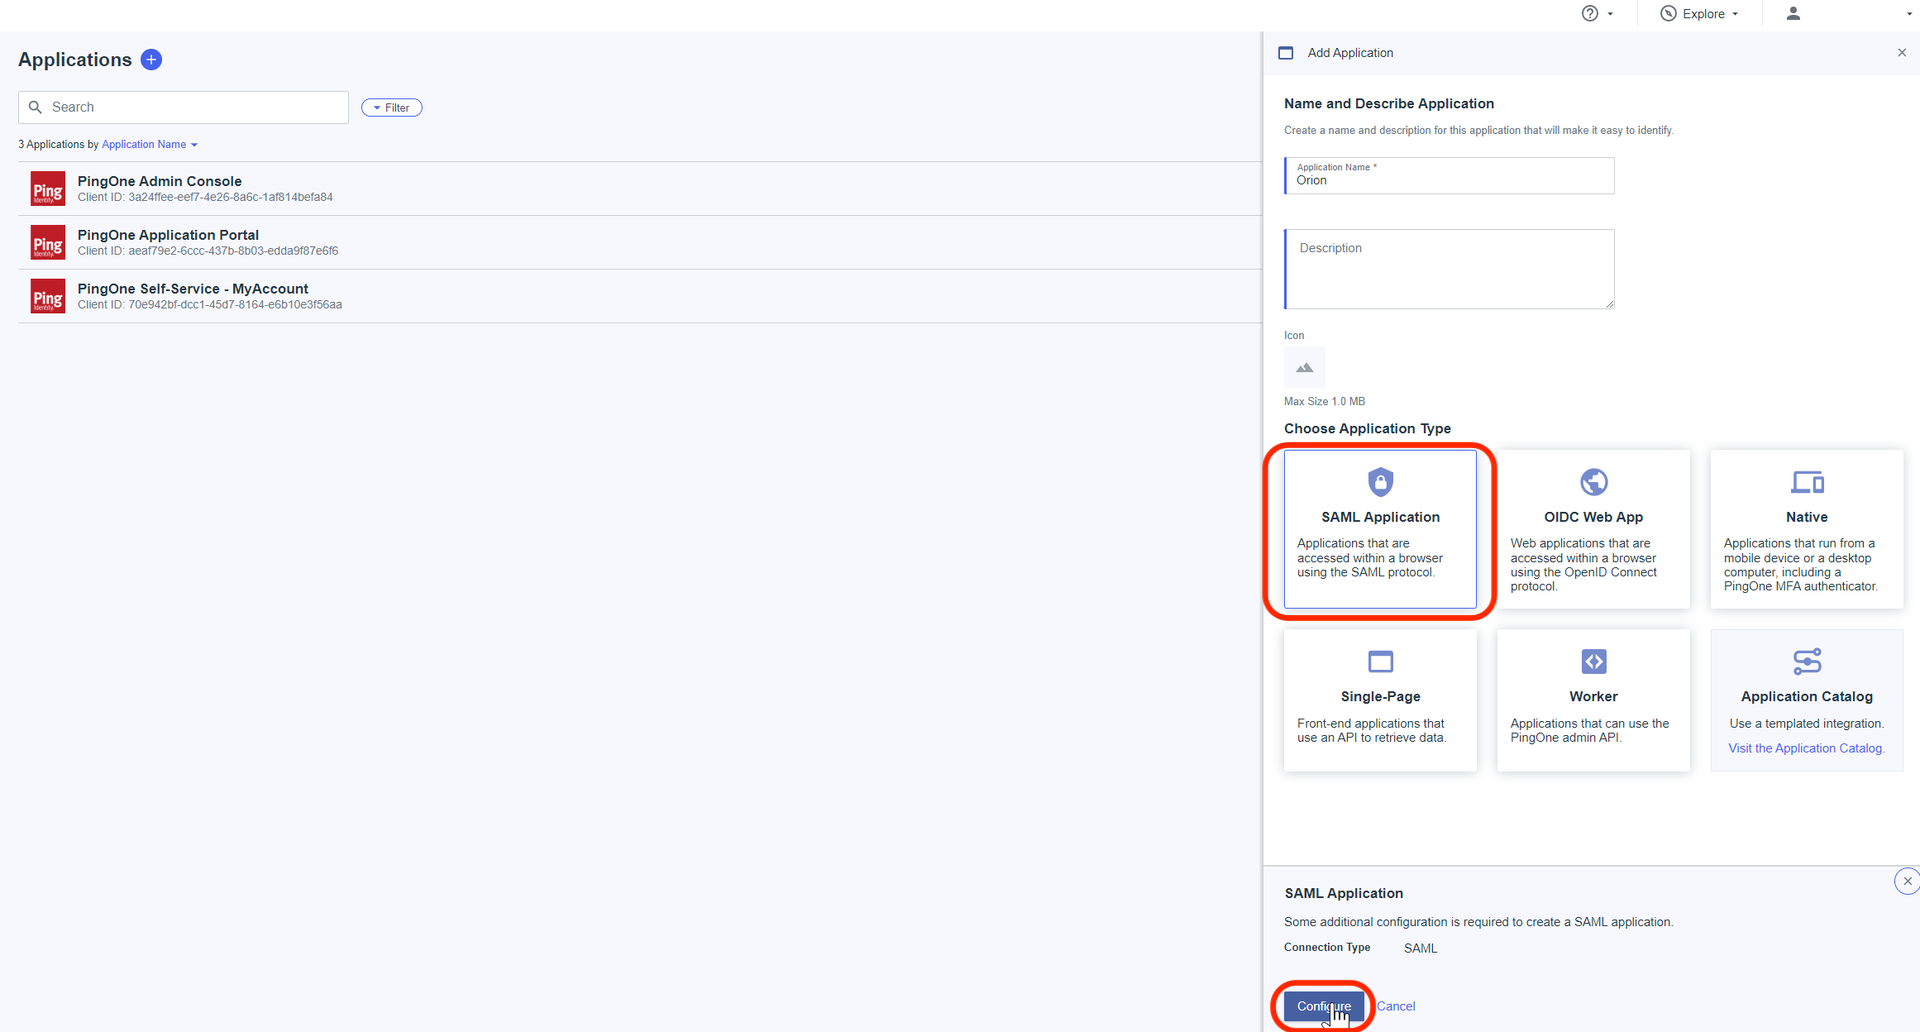 Explore
Applications
Search
Filter
3 Applications by Application Name
Ping
Identity.
PingOne Admin Console
Client ID: 3a24ffee-eef7-4e26-8a6c-1af814befa84
Ping
Identity.
PingOne Application Portal
Client ID: aeaf79e2-6ccc-437b-8b03-edda9f87e6f6
Ping
Identity.
PingOne Self-Service - MyAccount
Client ID: 70e942bf-dcc1-45d7-8164-e6b10e3f56aa
Add Application
Name and Describe Application
Create a name and description for this application that will make it easy to identify.
Application Name *
Orion
Description
Icon
Max Size 1.0 MB
Choose Application Type
SAML Application
Applications that are
accessed within a browser
using the SAML protocol.
OIDC Web App
Web applications that are
accessed within a browser
using the OpenID Connect
protocol.
Native
Applications that run from a
mobile device or a desktop
computer, including a
PingOne MFA authenticator.
Single-Page
Front-end applications that
use an API to retrieve data.
Worker
Applications that can use the
PingOne admin API.
Application Catalog
Use a templated integration.
Visit the Application Catalog.
SAML Application
Some additional configuration is required to create a SAML application.
Connection Type SAML
Configure Cancel